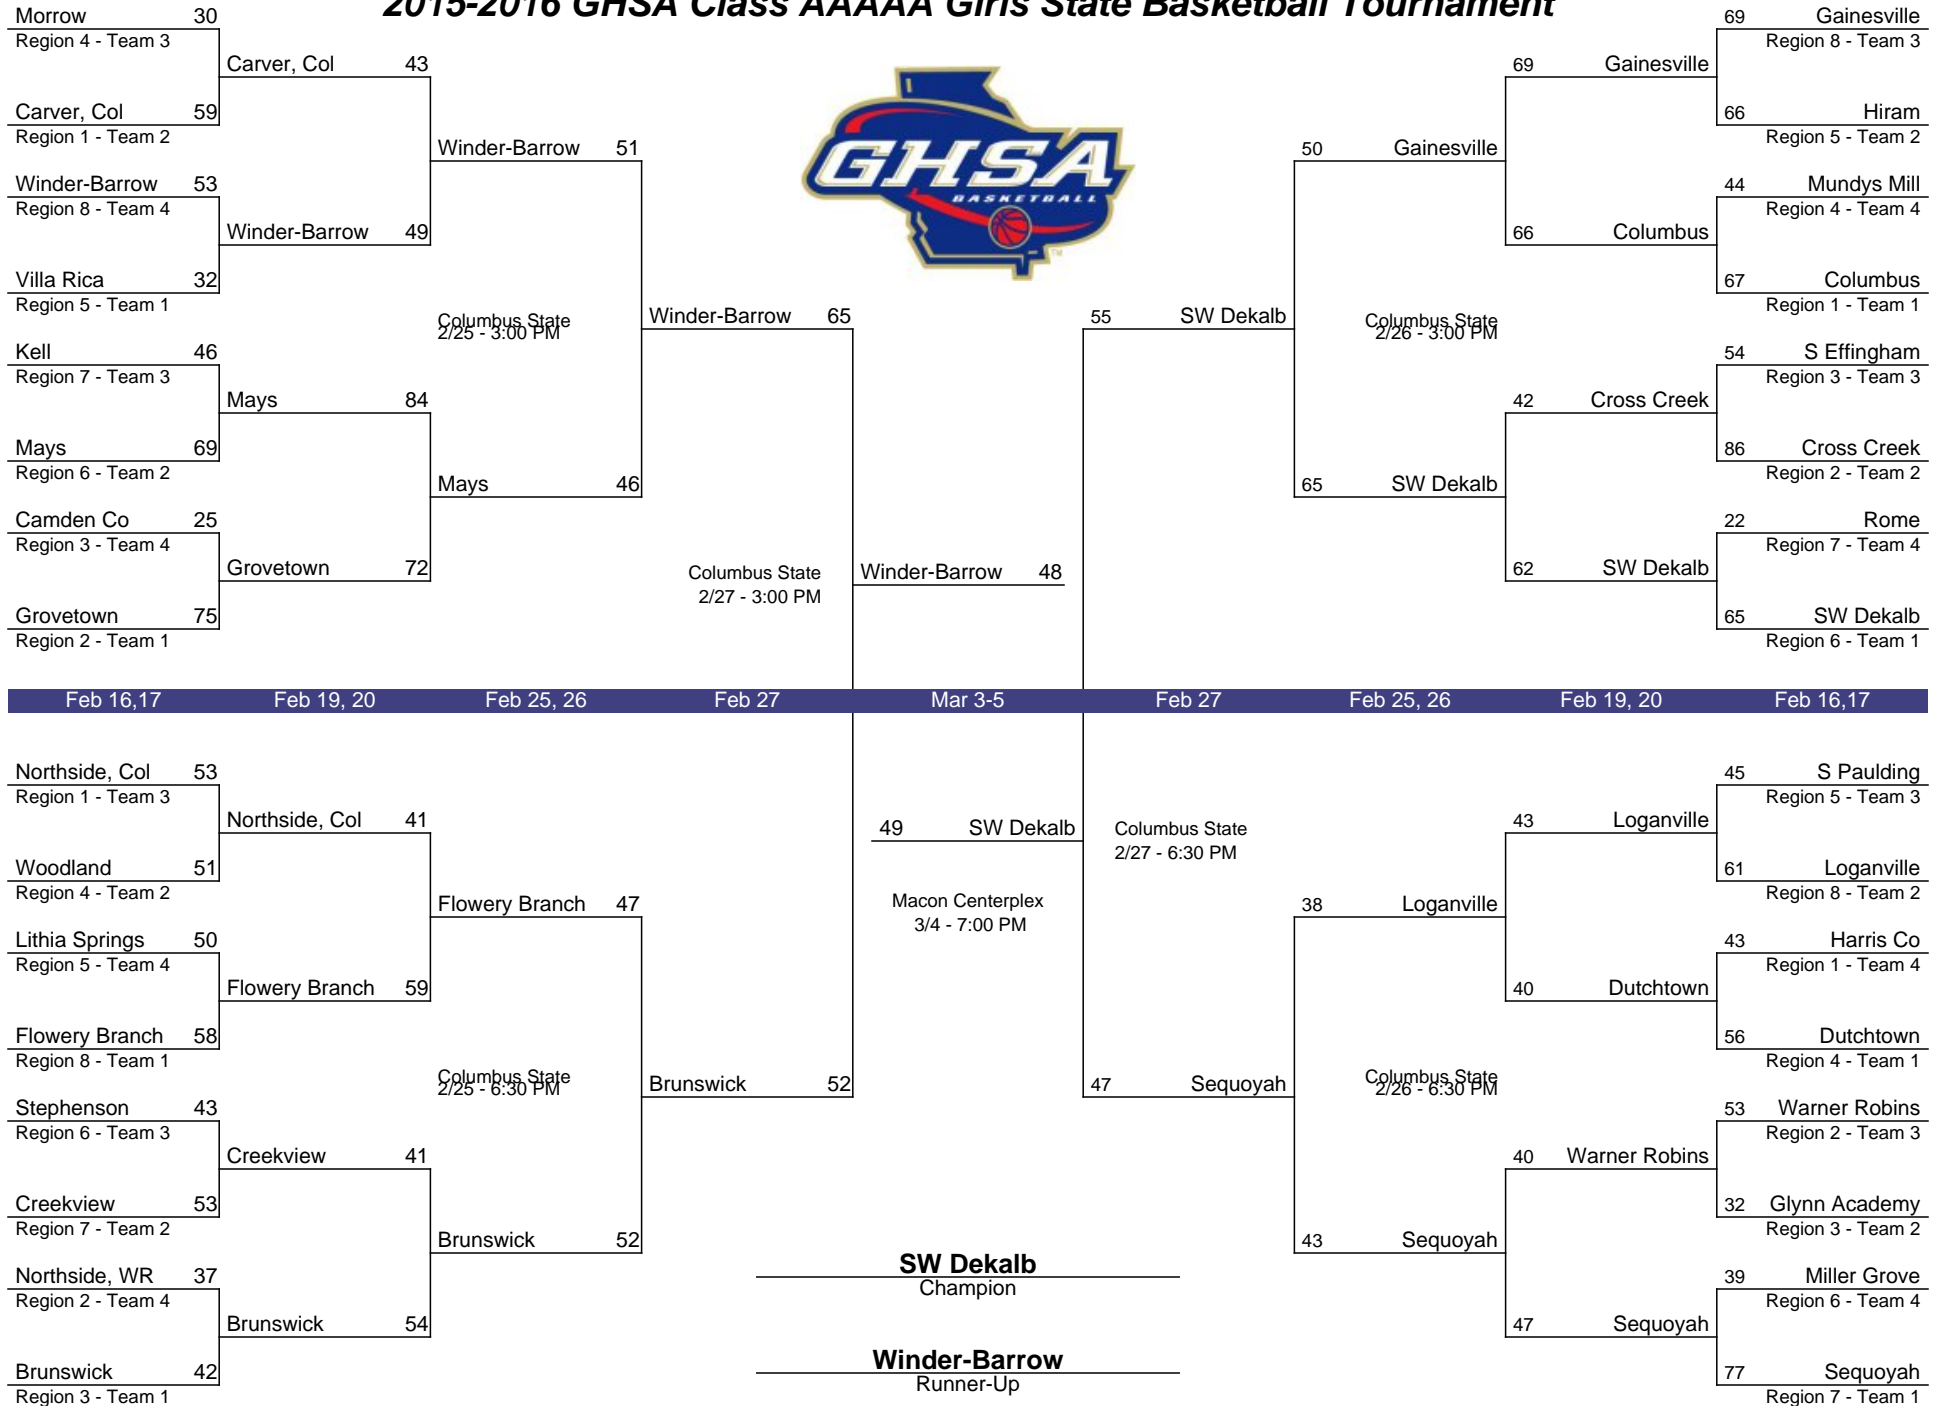 2015-2016 GHSA Class AAAAA Girls State Basketball Tournament
Morrow 30
Region 4 - Team 3
Carver, Col 59
Region 1 - Team 2
Winder-Barrow 53
Region 8 - Team 4
Villa Rica 32
Region 5 - Team 1
Kell 46
Region 7 - Team 3
Mays 69
Region 6 - Team 2
Camden Co 25
Region 3 - Team 4
Grovetown 75
Region 2 - Team 1
Carver, Col 43
Winder-Barrow 49
Mays 84
Grovetown 72
Winder-Barrow 51
Columbus State
2/25 - 3:00 PM
Mays 46
Winder-Barrow 65
Columbus State
2/27 - 3:00 PM
Winder-Barrow 48
GHSA
BASKETBALL
TM
55 SW Dekalb
50 Gainesville
Columbus State
2/26 - 3:00 PM
65 SW Dekalb
69 Gainesville
66 Columbus
42 Cross Creek
62 SW Dekalb
69 Gainesville
Region 8 - Team 3
66 Hiram
Region 5 - Team 2
44 Mundys Mill
Region 4 - Team 4
67 Columbus
Region 1 - Team 1
54 S Effingham
Region 3 - Team 3
86 Cross Creek
Region 2 - Team 2
22 Rome
Region 7 - Team 4
65 SW Dekalb
Region 6 - Team 1
Feb 16,17 Feb 19, 20 Feb 25, 26 Feb 27 Mar 3-5 Feb 27 Feb 25, 26 Feb 19, 20 Feb 16,17
Northside, Col 53
Region 1 - Team 3
Woodland 51
Region 4 - Team 2
Lithia Springs 50
Region 5 - Team 4
Flowery Branch 58
Region 8 - Team 1
Stephenson 43
Region 6 - Team 3
Creekview 53
Region 7 - Team 2
Northside, WR 37
Region 2 - Team 4
Brunswick 42
Region 3 - Team 1
Northside, Col 41
Flowery Branch 59
Creekview 41
Brunswick 54
Flowery Branch 47
Columbus State
2/25 - 6:30 PM
Brunswick 52
Brunswick 52
49 SW Dekalb
Macon Centerplex
3/4 - 7:00 PM
SW Dekalb
Champion
Winder-Barrow
Runner-Up
Columbus State
2/27 - 6:30 PM
47 Sequoyah
38 Loganville
Columbus State
2/26 - 6:30 PM
43 Sequoyah
43 Loganville
40 Dutchtown
40 Warner Robins
47 Sequoyah
45 S Paulding
Region 5 - Team 3
61 Loganville
Region 8 - Team 2
43 Harris Co
Region 1 - Team 4
56 Dutchtown
Region 4 - Team 1
53 Warner Robins
Region 2 - Team 3
32 Glynn Academy
Region 3 - Team 2
39 Miller Grove
Region 6 - Team 4
77 Sequoyah
Region 7 - Team 1